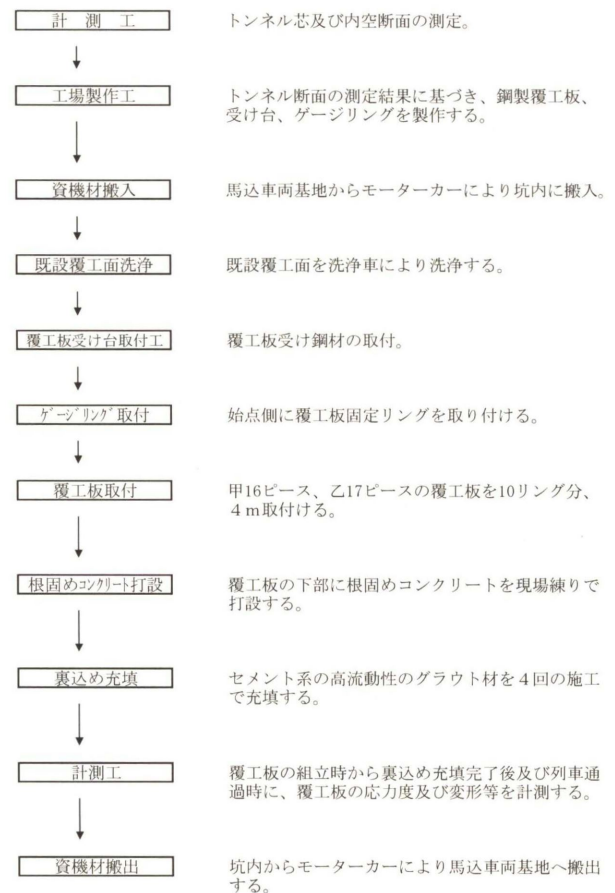 計測工
トンネル芯及び内空断面の測定。
工場製作工
トンネル断面の測定結果に基づき、鋼製覆工板、
受け台、ゲージリングを製作する。
資機材搬入
馬込車両基地からモーターカーにより坑内に搬入。
既設覆工面洗浄
既設覆工面を洗浄車により洗浄する。
覆工板受け台取付工
覆工板受け鋼材の取付。
ｹﾞｰｼﾞﾘﾝｸﾞ取付
始点側に覆工板固定リングを取り付ける。
覆工板取付
甲16ピース、乙17ピースの覆工板を10リング分、
４ｍ取付ける。
根固めｺﾝｸﾘｰﾄ打設
覆工板の下部に根固めコンクリートを現場練りで
打設する。
裏込め充填
セメント系の高流動性のグラウト材を４回の施工
で充填する。
計測工
覆工板の組立時から裏込め充填完了後及び列車通
過時に、覆工板の応力度及び変形等を計測する。
資機材搬出
坑内からモーターカーにより馬込車両基地へ搬出
する。